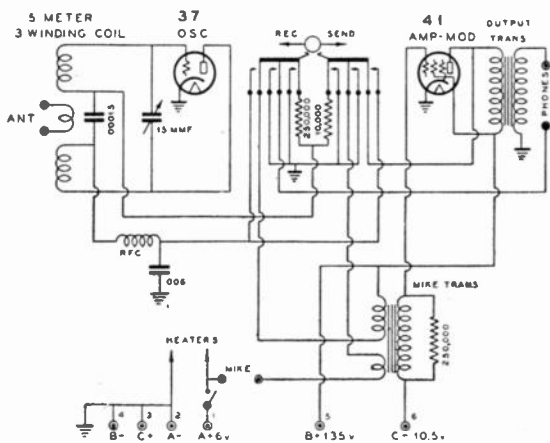 5 METER
3 WINDING COIL
37
OSC
REC
SEND
41
AMP-MOD
OUTPUT
TRANS
ANT
.00015
15 MMF
250,000
10,000
PHONES
RFC
.006
MIKE TRANS
250,000
HEATERS
MIKE
4
3
2
1
5
6
B-
C+
A-
A+6v
B+135v
C-10.5v